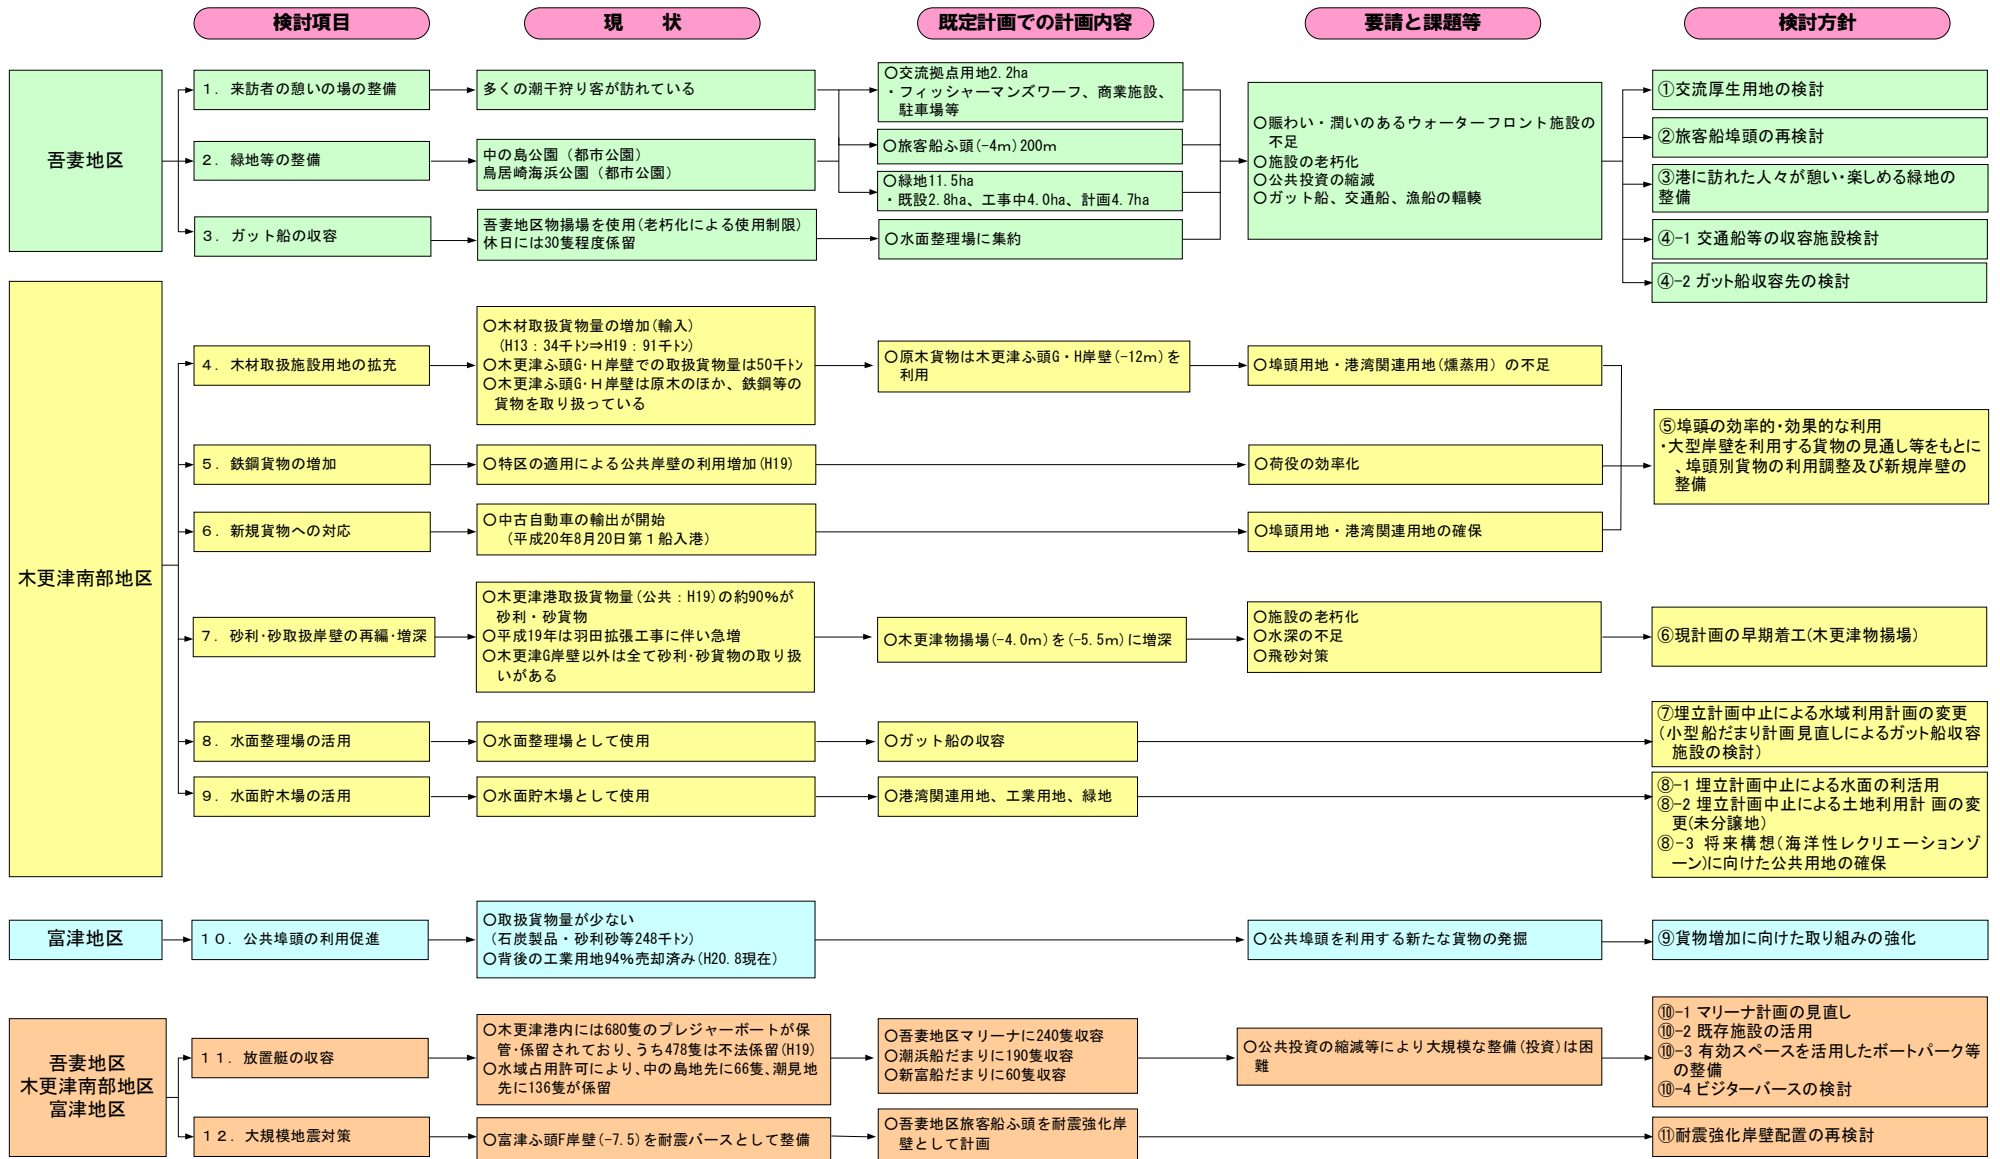 検討項目
現　状
既定計画での計画内容
要請と課題等
検討方針
吾妻地区
1．来訪者の憩いの場の整備
多くの潮干狩り客が訪れている
○交流拠点用地2.2ha
・フィッシャーマンズワーフ、商業施設、
駐車場等
○旅客船ふ頭(-4m)200m
2．緑地等の整備
中の島公園（都市公園）
鳥居崎海浜公園（都市公園）
○緑地11.5ha
・既設2.8ha、工事中4.0ha、計画4.7ha
3．ガット船の収容
吾妻地区物揚場を使用(老朽化による使用制限)
休日には30隻程度係留
○水面整理場に集約
○賑わい・潤いのあるウォーターフロント施設の
不足
○施設の老朽化
○公共投資の縮減
○ガット船、交通船、漁船の輻輳
①交流厚生用地の検討
②旅客船埠頭の再検討
③港に訪れた人々が憩い・楽しめる緑地の
整備
④-1 交通船等の収容施設検討
④-2 ガット船収容先の検討
木更津南部地区
4．木材取扱施設用地の拡充
○木材取扱貨物量の増加(輸入)
(H13：34千トン⇒H19：91千トン)
○木更津ふ頭G・H岸壁での取扱貨物量は50千トン
○木更津ふ頭G・H岸壁は原木のほか、鉄鋼等の
貨物を取り扱っている
○原木貨物は木更津ふ頭G・H岸壁(-12m)を
利用
○埠頭用地・港湾関連用地(燻蒸用)の不足
5．鉄鋼貨物の増加
○特区の適用による公共岸壁の利用増加(H19)
○荷役の効率化
6．新規貨物への対応
○中古自動車の輸出が開始
（平成20年8月20日第１船入港）
○埠頭用地・港湾関連用地の確保
⑤埠頭の効率的・効果的な利用
・大型岸壁を利用する貨物の見通し等をもとに
、埠頭別貨物の利用調整及び新規岸壁の
整備
7．砂利・砂取扱岸壁の再編・増深
○木更津港取扱貨物量(公共：H19)の約90%が
砂利・砂貨物
○平成19年は羽田拡張工事に伴い急増
○木更津G岸壁以外は全て砂利・砂貨物の取り扱
いがある
○木更津物揚場(-4.0m)を(-5.5m)に増深
○施設の老朽化
○水深の不足
○飛砂対策
⑥現計画の早期着工(木更津物揚場)
8．水面整理場の活用
○水面整理場として使用
○ガット船の収容
⑦埋立計画中止による水域利用計画の変更
(小型船だまり計画見直しによるガット船収容
施設の検討)
9．水面貯木場の活用
○水面貯木場として使用
○港湾関連用地、工業用地、緑地
⑧-1 埋立計画中止による水面の利活用
⑧-2 埋立計画中止による土地利用計 画の変
更(未分譲地)
⑧-3 将来構想(海洋性レクリエーションゾ
ーン)に向けた公共用地の確保
富津地区
１０．公共埠頭の利用促進
○取扱貨物量が少ない
（石炭製品・砂利砂等248千トン）
○背後の工業用地94%売却済み(H20.8現在)
○公共埠頭を利用する新たな貨物の発掘
⑨貨物増加に向けた取り組みの強化
吾妻地区
木更津南部地区
富津地区
１１．放置艇の収容
○木更津港内には680隻のプレジャーボートが保
管・係留されており、うち478隻は不法係留(H19)
○水域占用許可により、中の島地先に66隻、潮見地
先に136隻が係留
○吾妻地区マリーナに240隻収容
○潮浜船だまりに190隻収容
○新富船だまりに60隻収容
○公共投資の縮減等により大規模な整備(投資)は困
難
⑩-1 マリーナ計画の見直し
⑩-2 既存施設の活用
⑩-3 有効スペースを活用したボートパーク等
の整備
⑩-4 ビジターバースの検討
１２．大規模地震対策
○富津ふ頭F岸壁(-7.5)を耐震バースとして整備
○吾妻地区旅客船ふ頭を耐震強化岸
壁として計画
⑪耐震強化岸壁配置の再検討